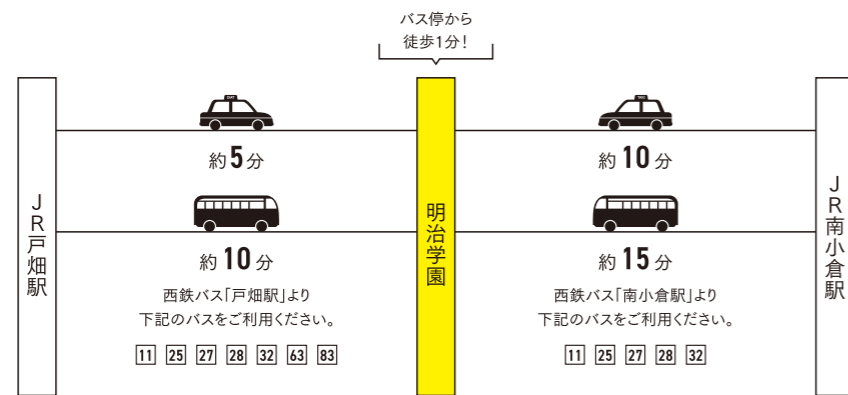 バス停から
徒歩1分！
JR戸畑駅
約5分
約10分
西鉄バス「戸畑駅」より
下記のバスをご利用ください。
11 25 27 28 32 63 83
明治学園
約10分
約15分
西鉄バス「南小倉駅」より
下記のバスをご利用ください。
11 25 27 28 32
JR南小倉駅